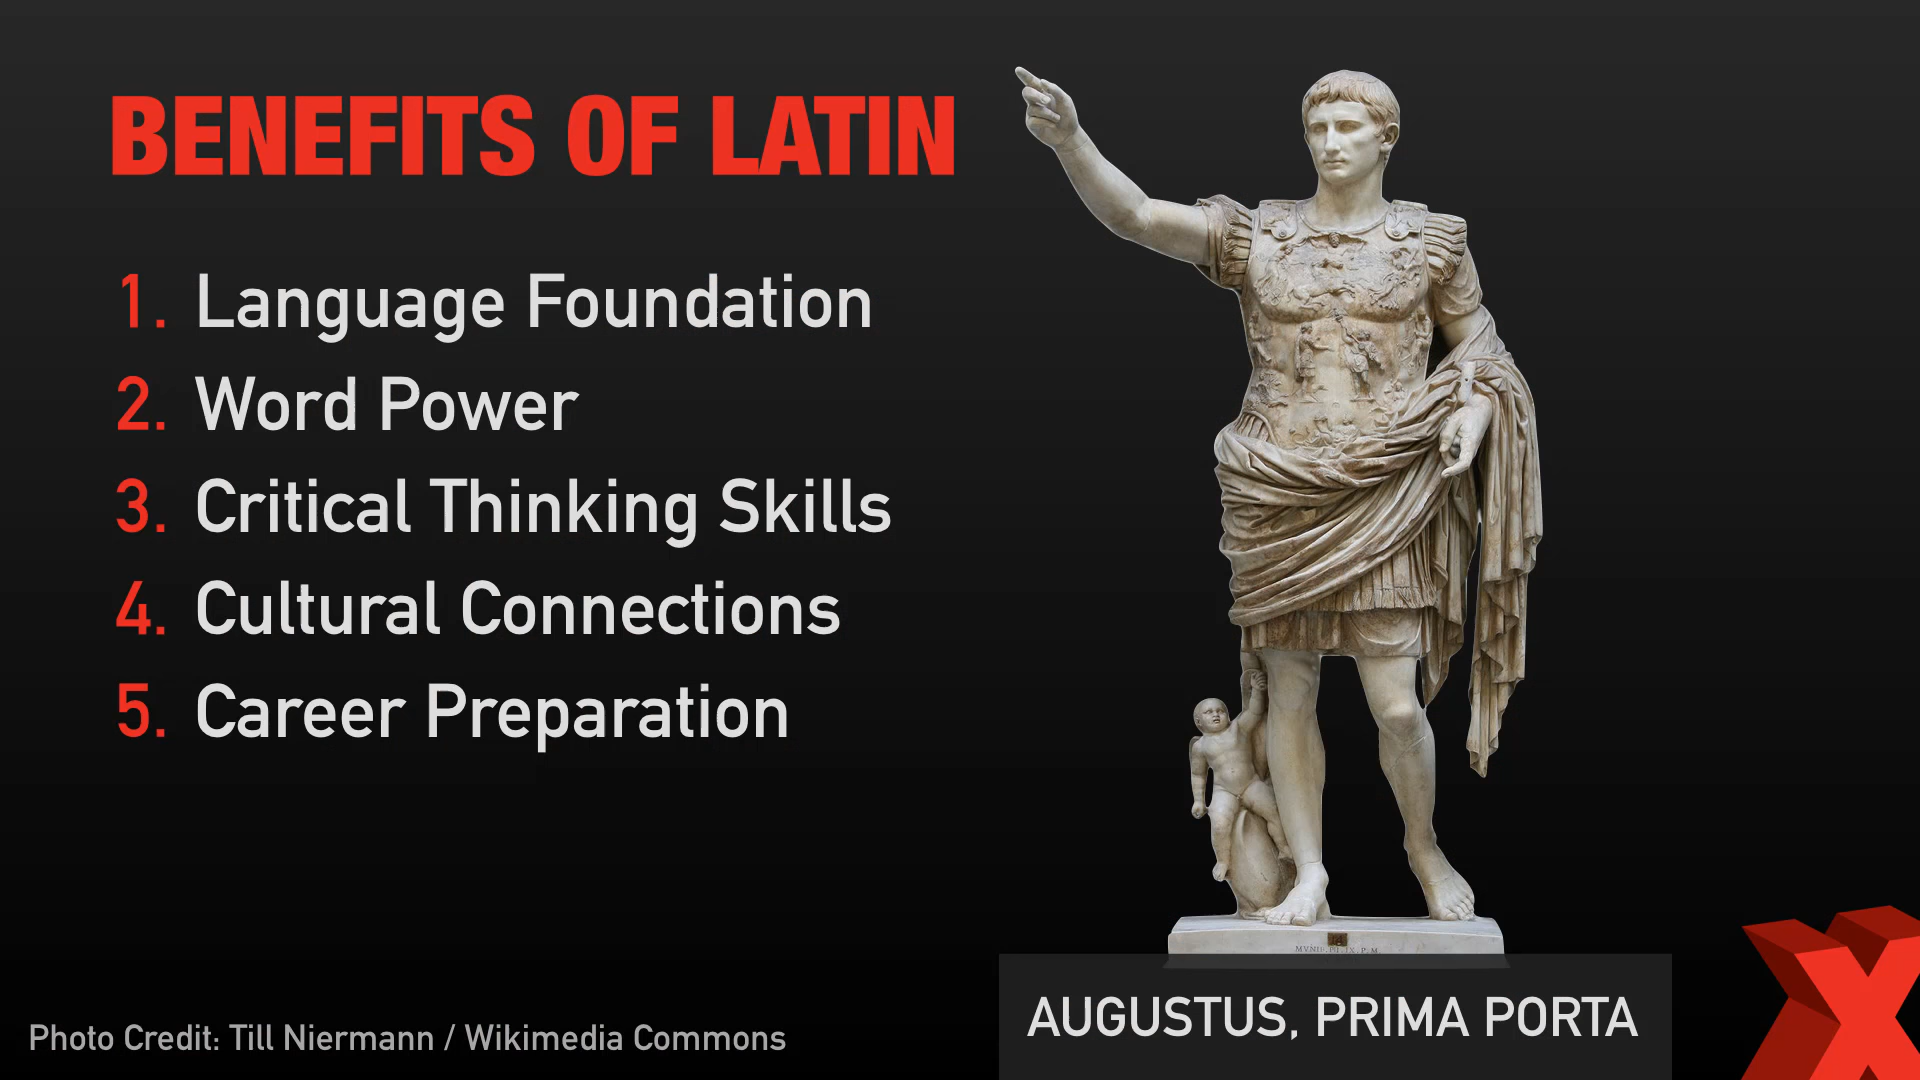 BENEFITS OF LATIN
1. Language Foundation
2. Word Power
3. Critical Thinking Skills
4. Cultural Connections
5. Career Preparation
AUGUSTUS, PRIMA PORTA
Photo Credit: Till Niermann / Wikimedia Commons
X